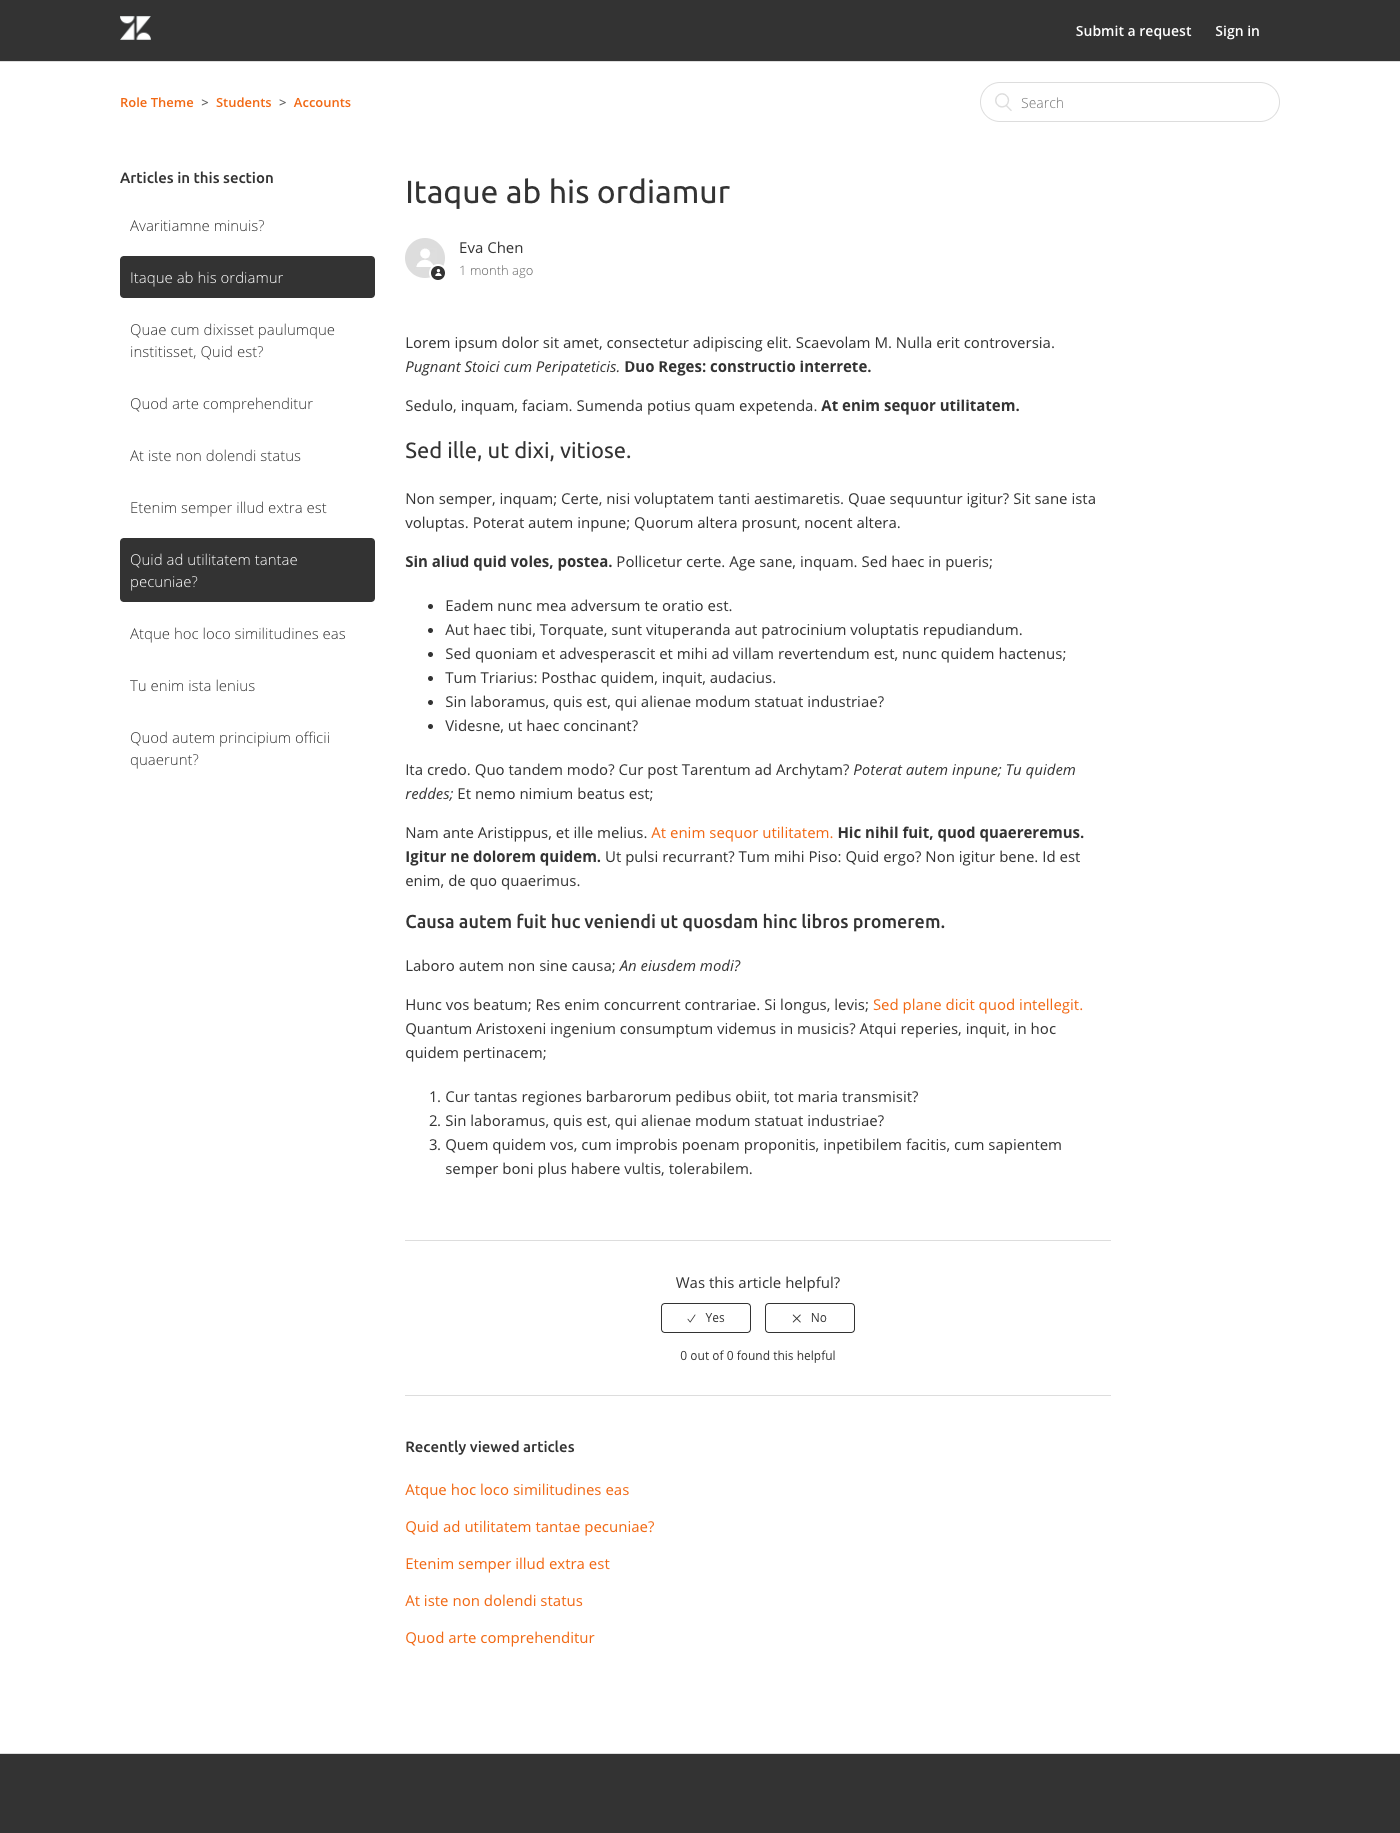 Submit a request Sign in
Role Theme > Students > Accounts
Search
Articles in this section
Avaritiamne minuis?
Itaque ab his ordiamur
Quae cum dixisset paulumque
institisset, Quid est?
Quod arte comprehenditur
At iste non dolendi status
Etenim semper illud extra est
Quid ad utilitatem tantae
pecuniae?
Atque hoc loco similitudines eas
Tu enim ista lenius
Quod autem principium officii
quaerunt?
Itaque ab his ordiamur
Eva Chen
1 month ago
Lorem ipsum dolor sit amet, consectetur adipiscing elit. Scaevolam M. Nulla erit controversia.
Pugnant Stoici cum Peripateticis. Duo Reges: constructio interrete.
Sedulo, inquam, faciam. Sumenda potius quam expetenda. At enim sequor utilitatem.
Sed ille, ut dixi, vitiose.
Non semper, inquam; Certe, nisi voluptatem tanti aestimaretis. Quae sequuntur igitur? Sit sane ista
voluptas. Poterat autem inpune; Quorum altera prosunt, nocent altera.
Sin aliud quid voles, postea. Pollicetur certe. Age sane, inquam. Sed haec in pueris;
• Eadem nunc mea adversum te oratio est.
• Aut haec tibi, Torquate, sunt vituperanda aut patrocinium voluptatis repudiandum.
• Sed quoniam et advesperascit et mihi ad villam revertendum est, nunc quidem hactenus;
• Tum Triarius: Posthac quidem, inquit, audacius.
• Sin laboramus, quis est, qui alienae modum statuat industriae?
• Videsne, ut haec concinant?
Ita credo. Quo tandem modo? Cur post Tarentum ad Archytam? Poterat autem inpune; Tu quidem
reddes; Et nemo nimium beatus est;
Nam ante Aristippus, et ille melius. At enim sequor utilitatem. Hic nihil fuit, quod quaereremus.
Igitur ne dolorem quidem. Ut pulsi recurrant? Tum mihi Piso: Quid ergo? Non igitur bene. Id est
enim, de quo quaerimus.
Causa autem fuit huc veniendi ut quosdam hinc libros promerem.
Laboro autem non sine causa; An eiusdem modi?
Hunc vos beatum; Res enim concurrent contrariae. Si longus, levis; Sed plane dicit quod intellegit.
Quantum Aristoxeni ingenium consumptum videmus in musicis? Atqui reperies, inquit, in hoc
quidem pertinacem;
1. Cur tantas regiones barbarorum pedibus obiit, tot maria transmisit?
2. Sin laboramus, quis est, qui alienae modum statuat industriae?
3. Quem quidem vos, cum improbis poenam proponitis, inpetibilem facitis, cum sapientem
semper boni plus habere vultis, tolerabilem.
Was this article helpful?
✓ Yes ✕ No
0 out of 0 found this helpful
Recently viewed articles
Atque hoc loco similitudines eas
Quid ad utilitatem tantae pecuniae?
Etenim semper illud extra est
At iste non dolendi status
Quod arte comprehenditur